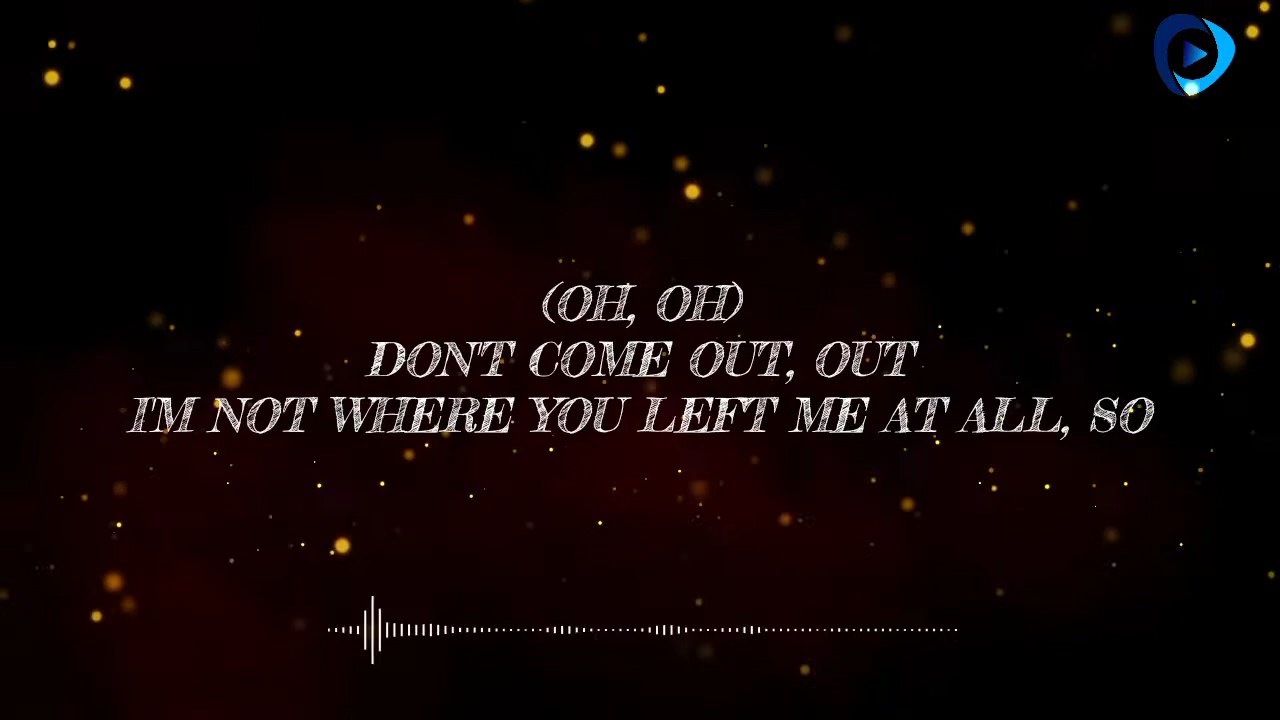 (OH, OH)
DON'T COME OUT, OUT
I'M NOT WHERE YOU LEFT ME AT ALL, SO